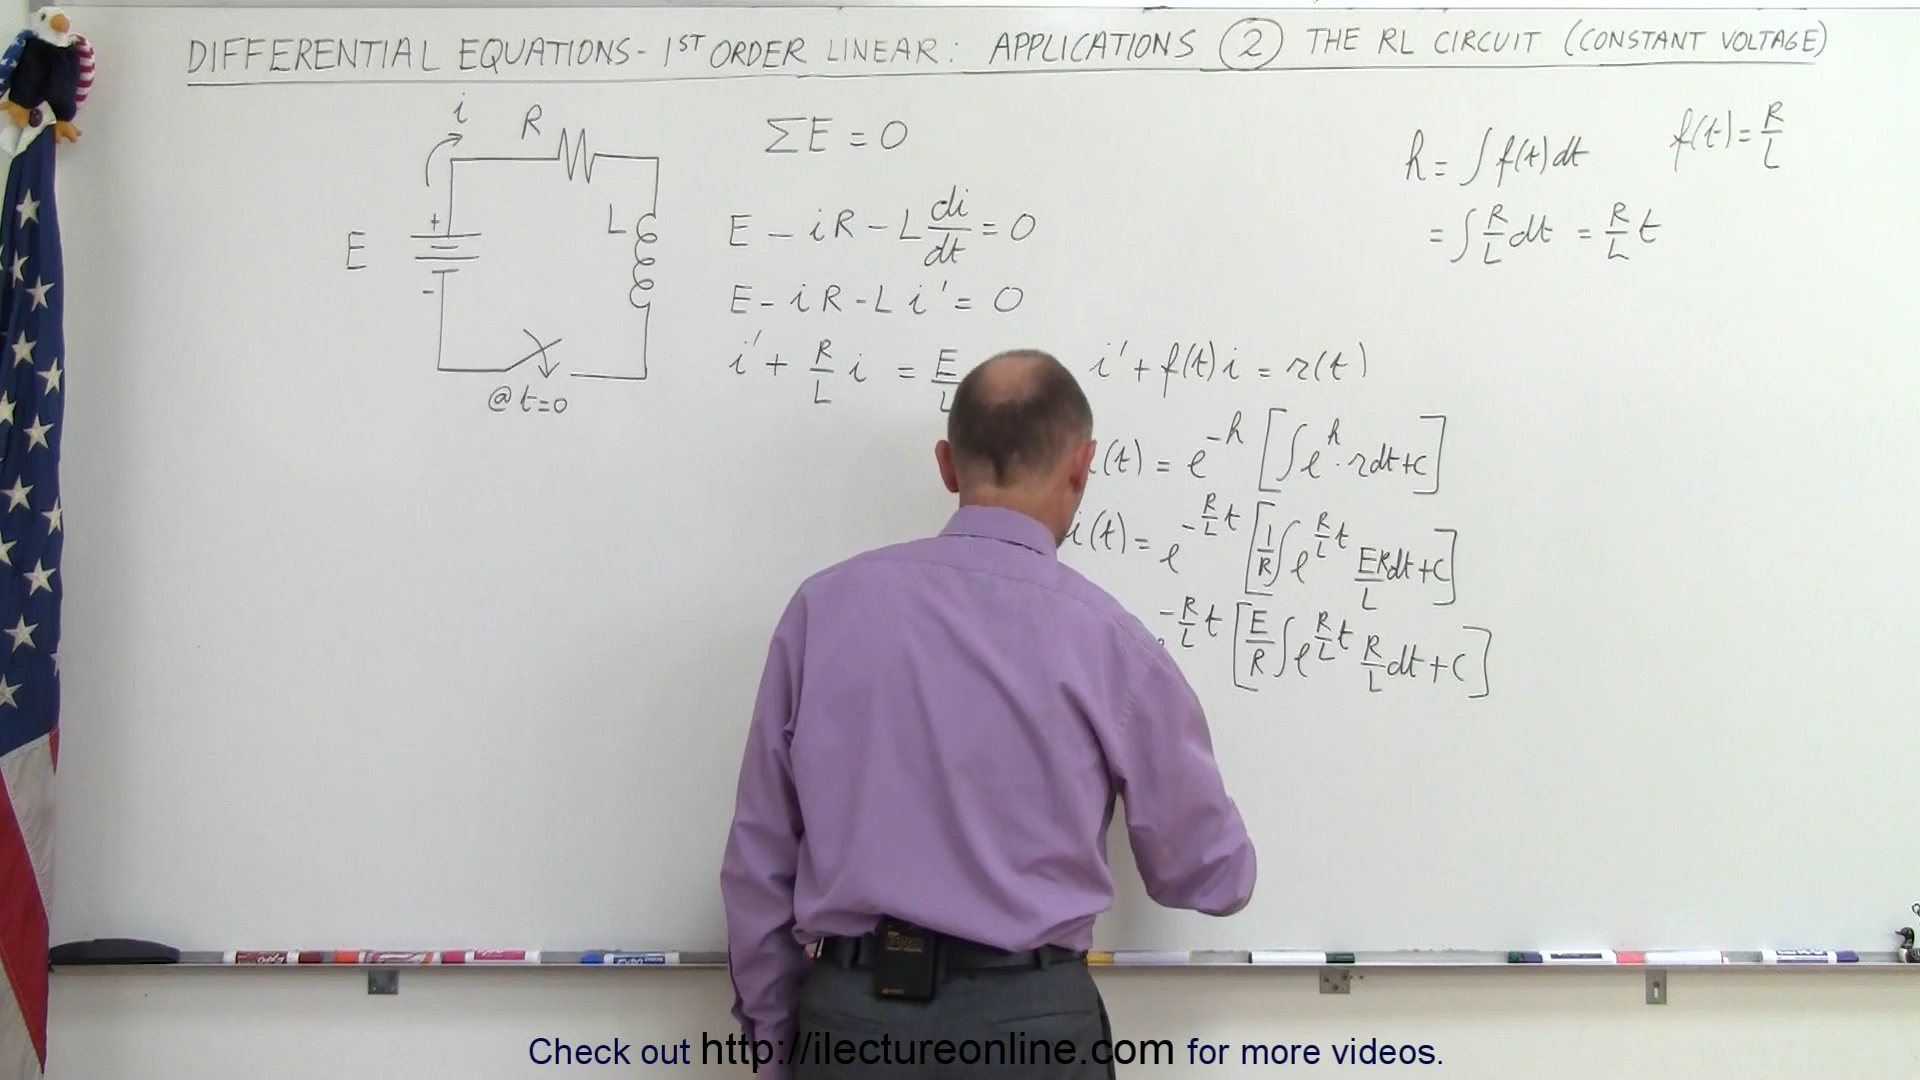 DIFFERENTIAL EQUATIONS - 1ST ORDER LINEAR: APPLICATIONS ② THE RL CIRCUIT (CONSTANT VOLTAGE)
i
R
L
E
+
-
@ t=0
ΣE = 0
E - iR - L di/dt = 0
E - iR - L i' = 0
i' + R/L i = E/L
h = ∫ f(t) dt
f(t) = R/L
= ∫ R/L dt = R/L t
i' + f(t) i = r(t)
i(t) = e^-h [∫ e^h · r dt + C]
i(t) = e^-R/L t [1/R ∫ e^R/L t ER/L dt + C]
e^-R/L t [E/R ∫ e^R/L t R/L dt + C]
Check out http://ilectureonline.com for more videos.